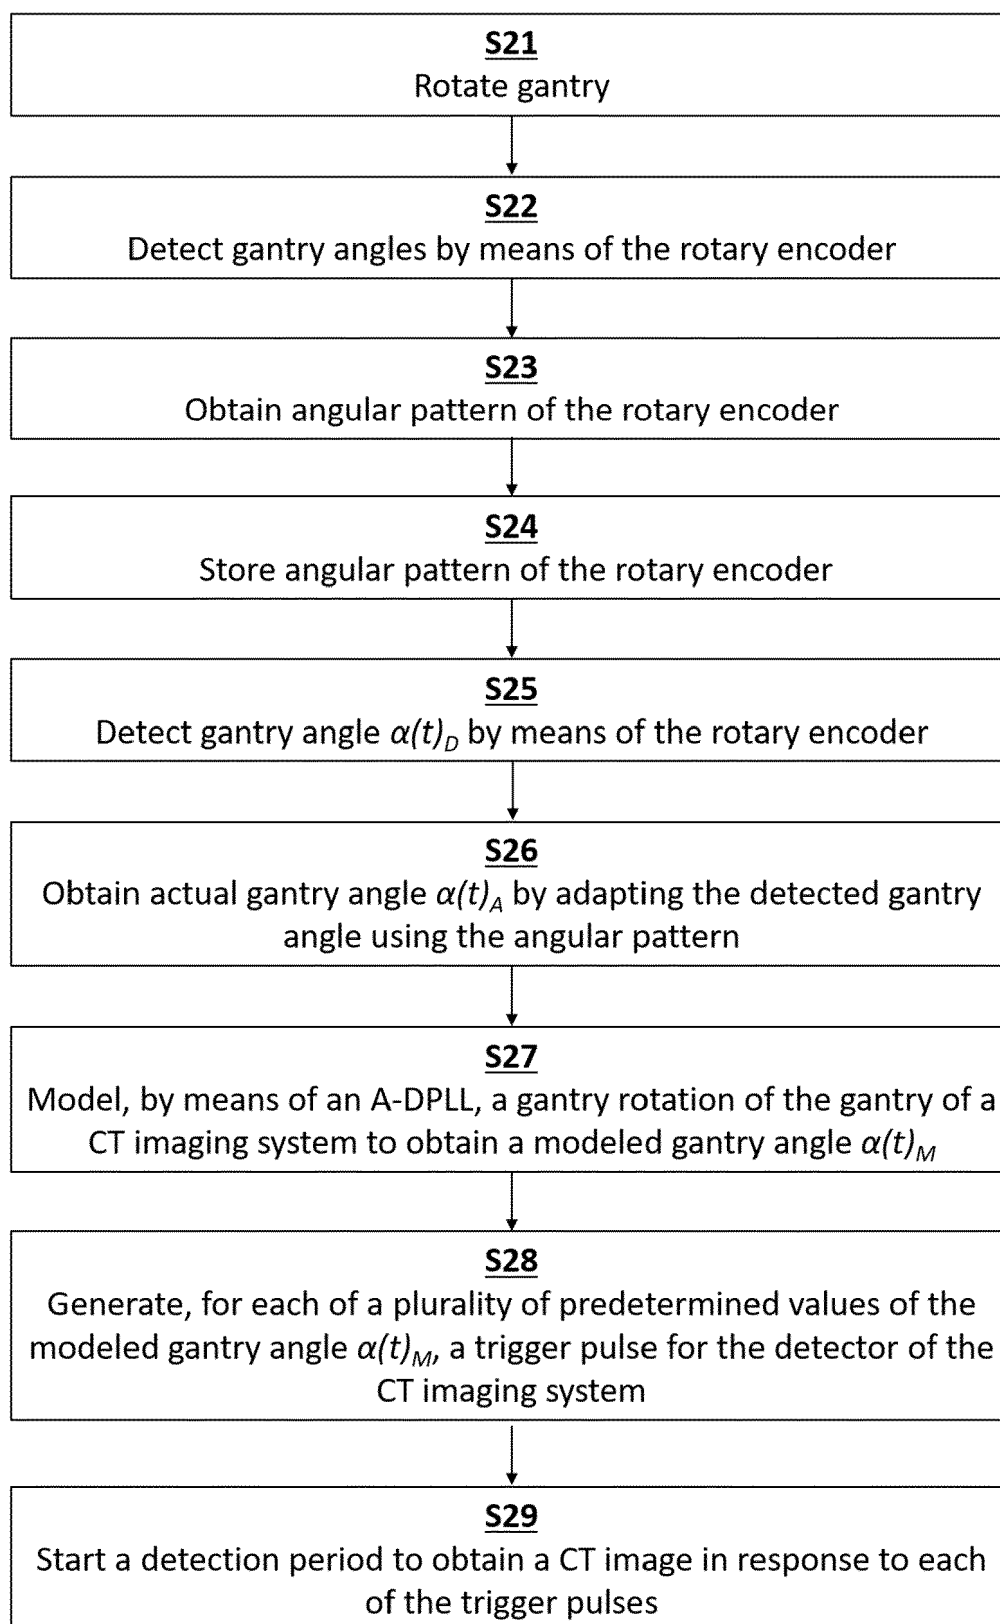 S21
Rotate gantry
S22
Detect gantry angles by means of the rotary encoder
S23
Obtain angular pattern of the rotary encoder
S24
Store angular pattern of the rotary encoder
S25
Detect gantry angle α(t)_D by means of the rotary encoder
S26
Obtain actual gantry angle α(t)_A by adapting the detected gantry
angle using the angular pattern
S27
Model, by means of an A-DPLL, a gantry rotation of the gantry of a
CT imaging system to obtain a modeled gantry angle α(t)_M
S28
Generate, for each of a plurality of predetermined values of the
modeled gantry angle α(t)_M, a trigger pulse for the detector of the
CT imaging system
S29
Start a detection period to obtain a CT image in response to each
of the trigger pulses